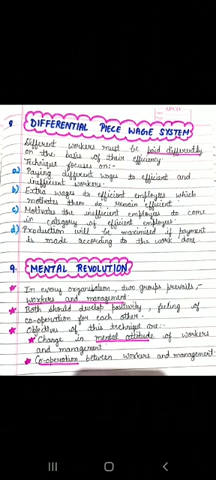 8. DIFFERENTIAL PIECE WAGE SYSTEM
Different workers must be paid differently
on the basis of their efficiency.
Technique focuses on:-
a) Paying different wages to efficient and
inefficient workers.
b) Extra wages to efficient employees which
motivates them to remain efficient.
c) Motivates the inefficient employees to come
in category of efficient employees.
d) Production will be maximised if payment
is made according to the work done
9. MENTAL REVOLUTION
* In every organisation, two groups prevails,-
workers and management.
* Both should develop positivity, feeling of
co-operation for each other.
* Objectives of this technique are:-
* Change in mental attitude of workers
and management
* Co-operation between workers and management.